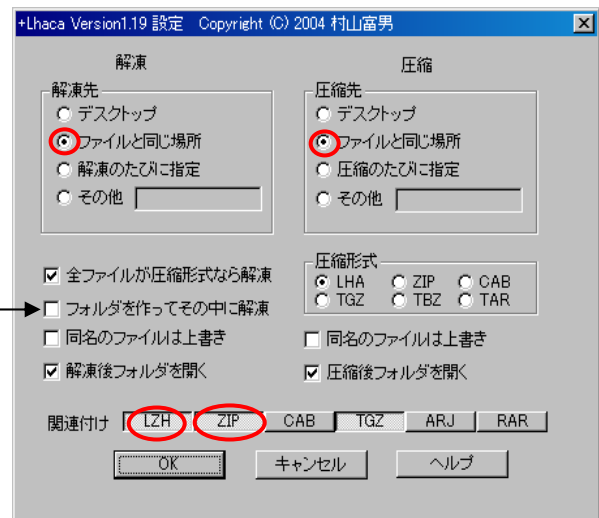 +Lhaca Version1.19 設定 Copyright (C) 2004 村山富男
解凍
圧縮
解凍先
デスクトップ
ファイルと同じ場所
解凍のたびに指定
その他
圧縮先
デスクトップ
ファイルと同じ場所
圧縮のたびに指定
その他
全ファイルが圧縮形式なら解凍
フォルダを作ってその中に解凍
同名のファイルは上書き
解凍後フォルダを開く
圧縮形式
LHA ZIP CAB
TGZ TBZ TAR
同名のファイルは上書き
圧縮後フォルダを開く
関連付け LZH ZIP CAB TGZ ARJ RAR
OK キャンセル ヘルプ